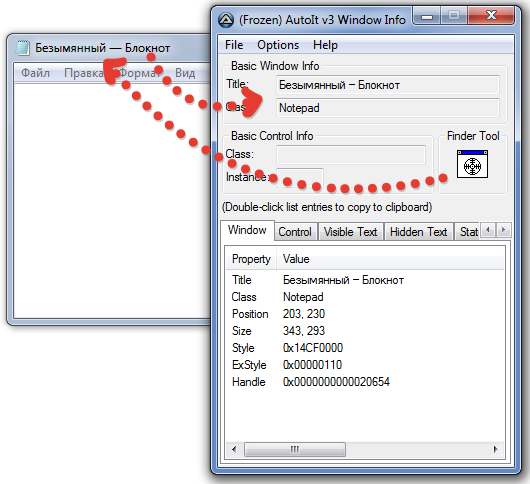 Безымянный — Блокнот
Файл Правка Формат Вид
(Frozen) AutoIt v3 Window Info
File Options Help
Basic Window Info
Title: Безымянный – Блокнот
Class: Notepad
Basic Control Info
Class:
Instance:
Finder Tool
(Double-click list entries to copy to clipboard)
Window Control Visible Text Hidden Text Stat
Property Value
Title Безымянный – Блокнот
Class Notepad
Position 203, 230
Size 343, 293
Style 0x14CF0000
ExStyle 0x00000110
Handle 0x0000000000020654